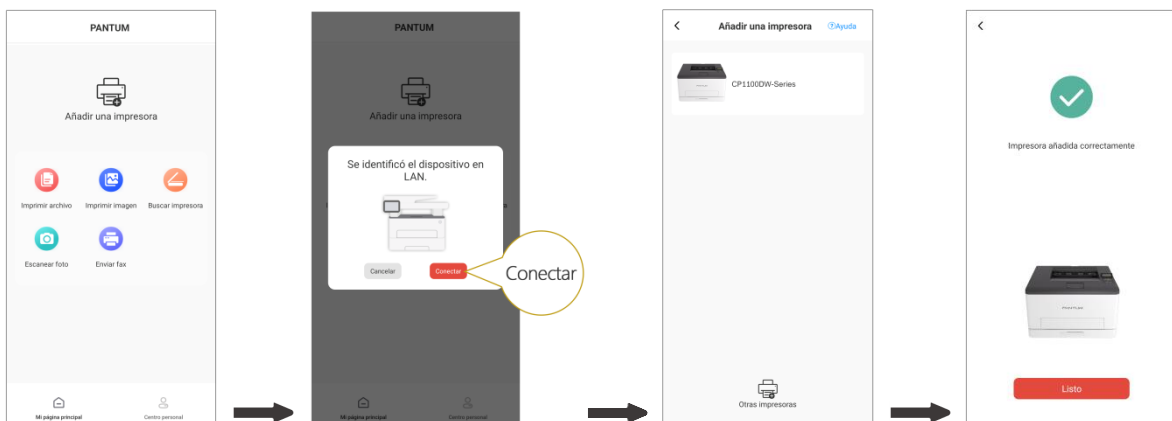 PANTUM
Añadir una impresora
Imprimir archivo
Imprimir imagen
Buscar impresora
Escanear foto
Enviar fax
Mi página principal
Centro personal
PANTUM
Añadir una impresora
Se identificó el dispositivo en
LAN.
Cancelar
Conectar
Conectar
Mi página principal
Centro personal
Añadir una impresora
Ayuda
CP1100DW-Series
Otras impresoras
Impresora añadida correctamente
PANTUM
Listo